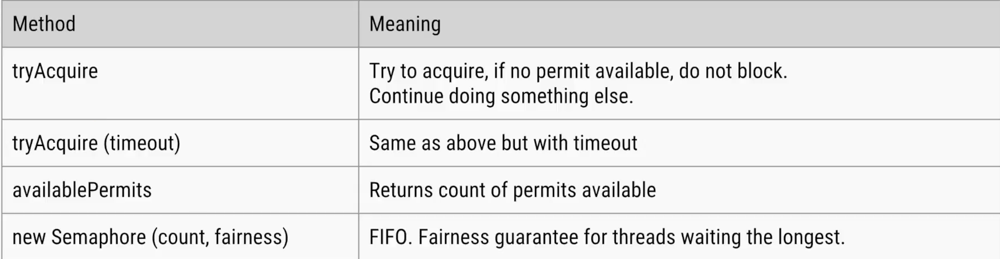 Method
Meaning
tryAcquire
Try to acquire, if no permit available, do not block.
Continue doing something else.
tryAcquire (timeout)
Same as above but with timeout
availablePermits
Returns count of permits available
new Semaphore (count, fairness)
FIFO. Fairness guarantee for threads waiting the longest.